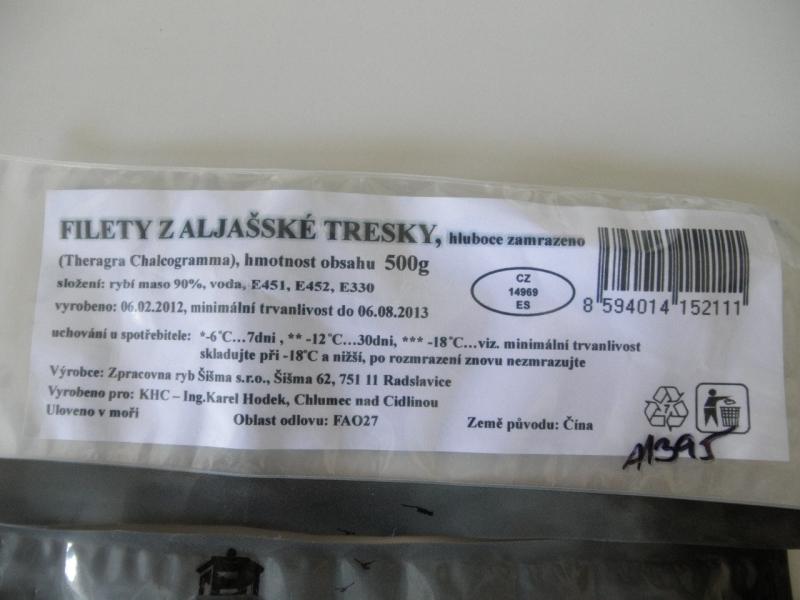 FILETY Z ALJAŠSKÉ TRESKY, hluboce zamrazeno
(Theragra Chalcogramma), hmotnost obsahu 500g
složení: rybí maso 90%, voda, E451, E452, E330
vyrobeno: 06.02.2012, minimální trvanlivost do 06.08.2013
CZ
14969
ES
8 594014 152111
uchování u spotřebitele: *-6°C...7dni , ** -12°C...30dni, *** -18°C...viz. minimální trvanlivost
skladujte při -18°C a nižší, po rozmrazení znovu nezmrazujte
Výrobce: Zpracovna ryb Šišma s.r.o., Šišma 62, 751 11 Radslavice
Vyrobeno pro: KHC – Ing.Karel Hodek, Chlumec nad Cidlinou
Uloveno v moři Oblast odlovu: FAO27 Země původu: Čína
7
A1395